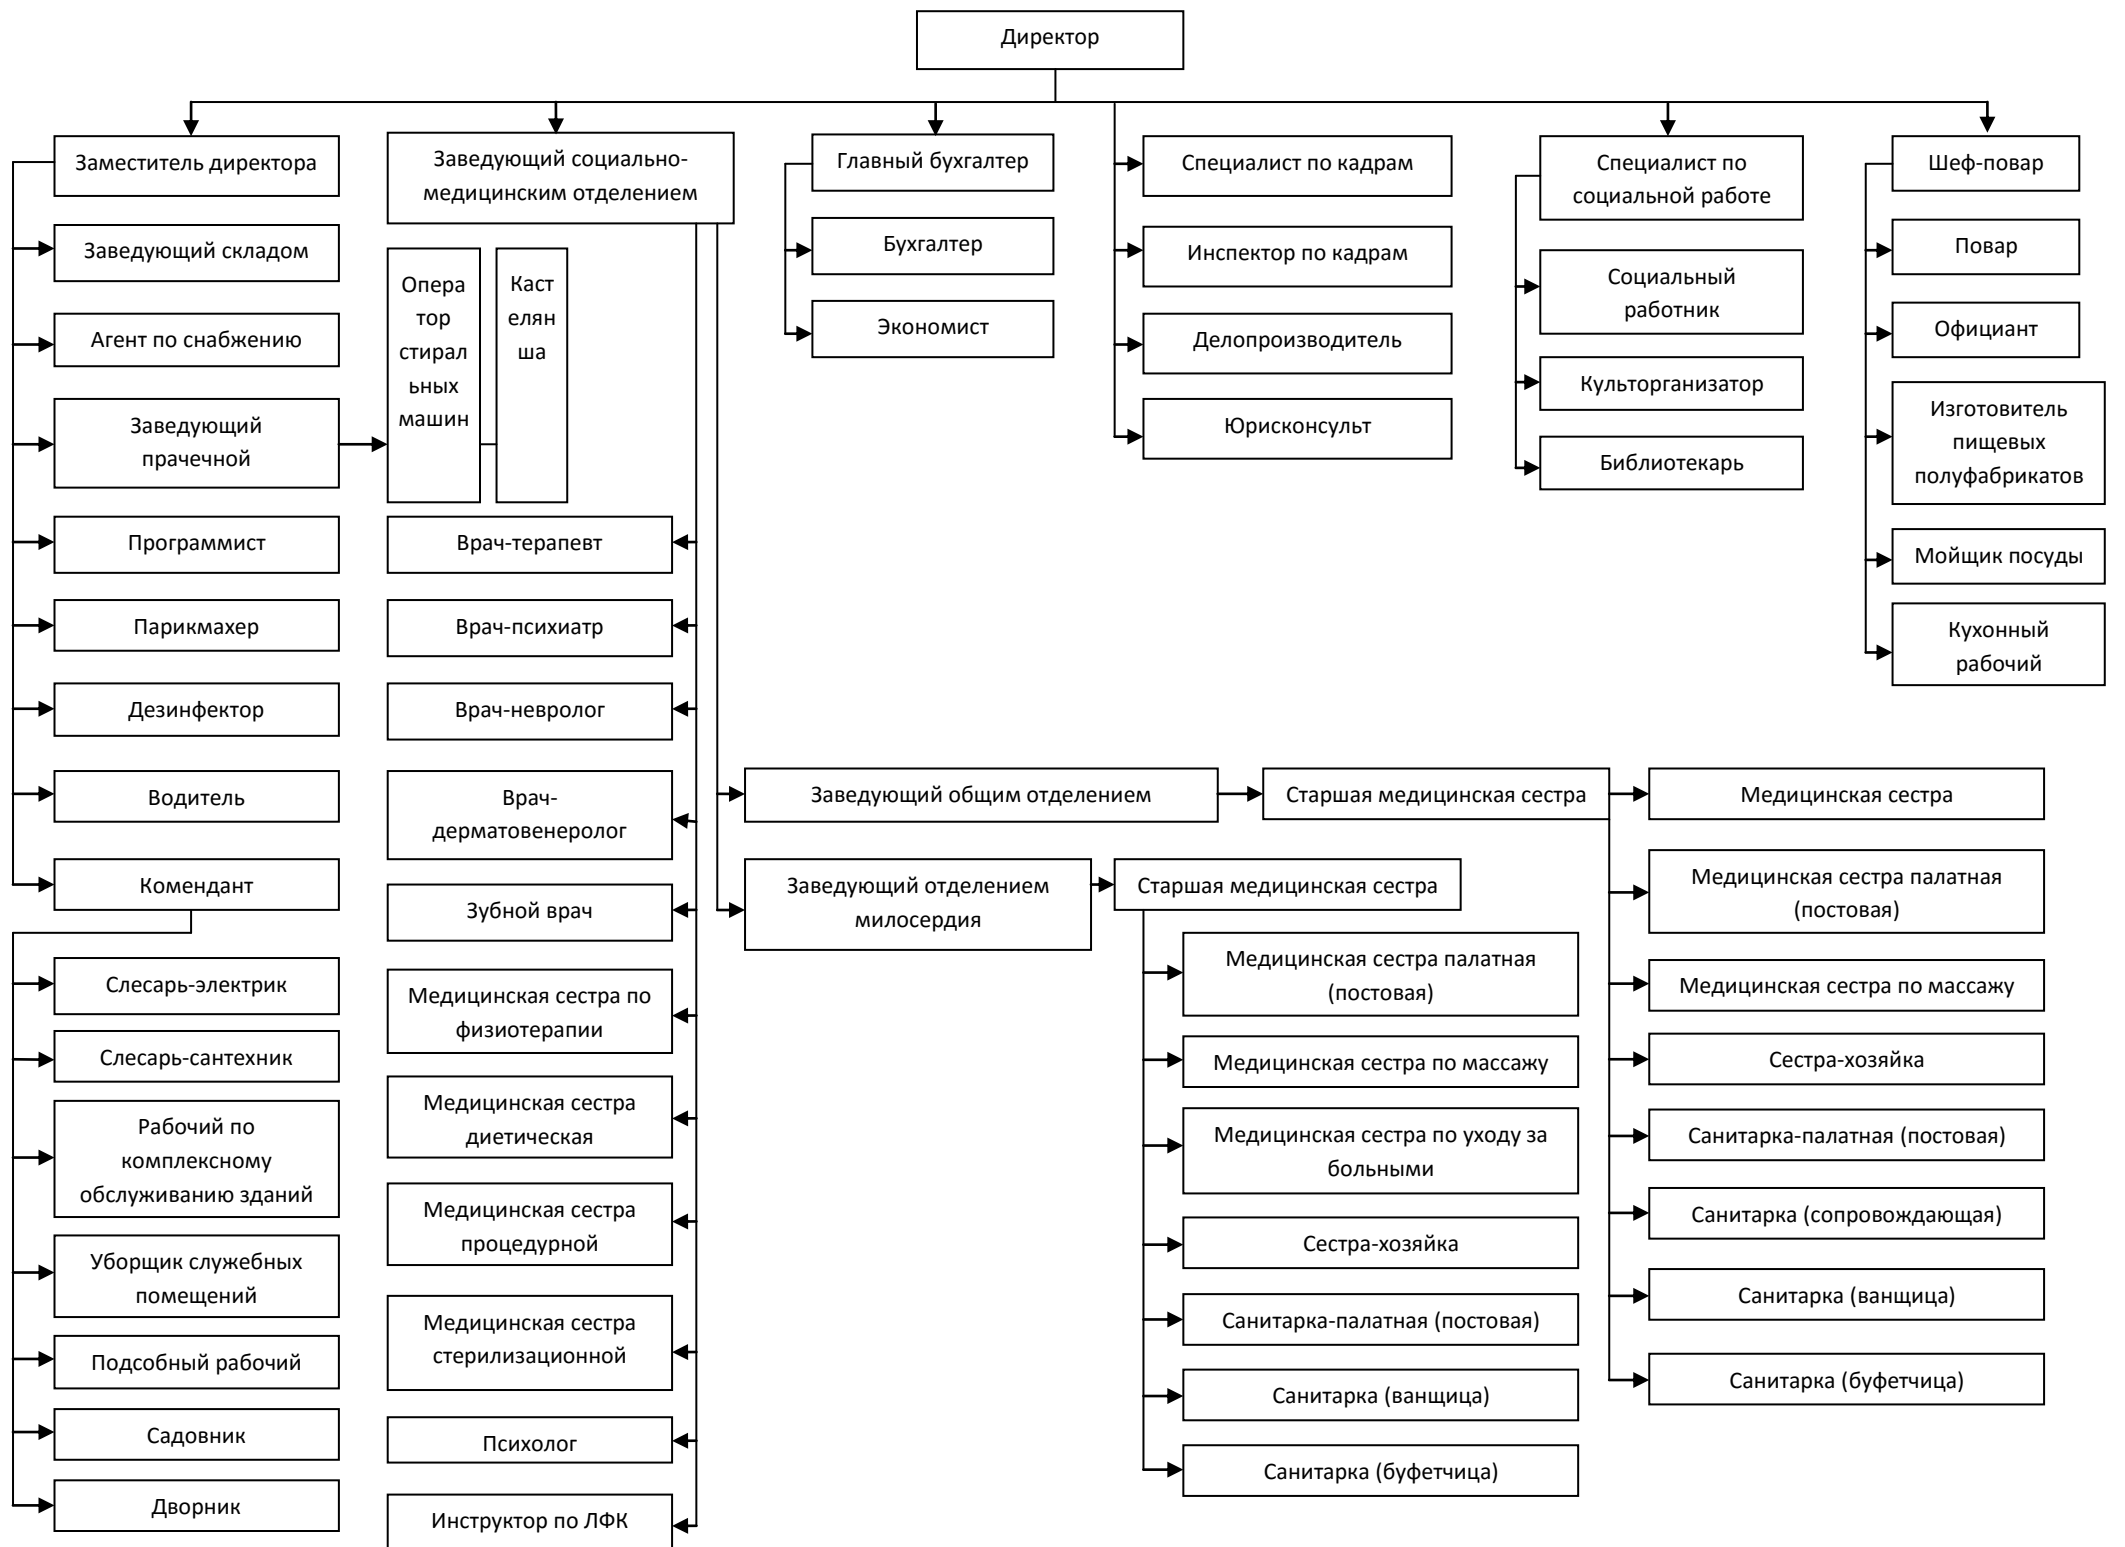 Директор
Заместитель директора
Заведующий складом
Агент по снабжению
Заведующий
прачечной
Опера
тор
стирал
ьных
машин
Каст
елян
ша
Программист
Парикмахер
Дезинфектор
Водитель
Комендант
Слесарь-электрик
Слесарь-сантехник
Рабочий по
комплексному
обслуживанию зданий
Уборщик служебных
помещений
Подсобный рабочий
Садовник
Дворник
Заведующий социально-
медицинским отделением
Врач-терапевт
Врач-психиатр
Врач-невролог
Врач-
дерматовенеролог
Зубной врач
Медицинская сестра по
физиотерапии
Медицинская сестра
диетическая
Медицинская сестра
процедурной
Медицинская сестра
стерилизационной
Психолог
Инструктор по ЛФК
Заведующий общим отделением
Старшая медицинская сестра
Медицинская сестра
Медицинская сестра палатная
(постовая)
Медицинская сестра по массажу
Сестра-хозяйка
Санитарка-палатная (постовая)
Санитарка (сопровождающая)
Санитарка (ванщица)
Санитарка (буфетчица)
Заведующий отделением
милосердия
Старшая медицинская сестра
Медицинская сестра палатная
(постовая)
Медицинская сестра по массажу
Медицинская сестра по уходу за
больными
Сестра-хозяйка
Санитарка-палатная (постовая)
Санитарка (ванщица)
Санитарка (буфетчица)
Главный бухгалтер
Бухгалтер
Экономист
Специалист по кадрам
Инспектор по кадрам
Делопроизводитель
Юрисконсульт
Специалист по
социальной работе
Социальный
работник
Культорганизатор
Библиотекарь
Шеф-повар
Повар
Официант
Изготовитель
пищевых
полуфабрикатов
Мойщик посуды
Кухонный
рабочий